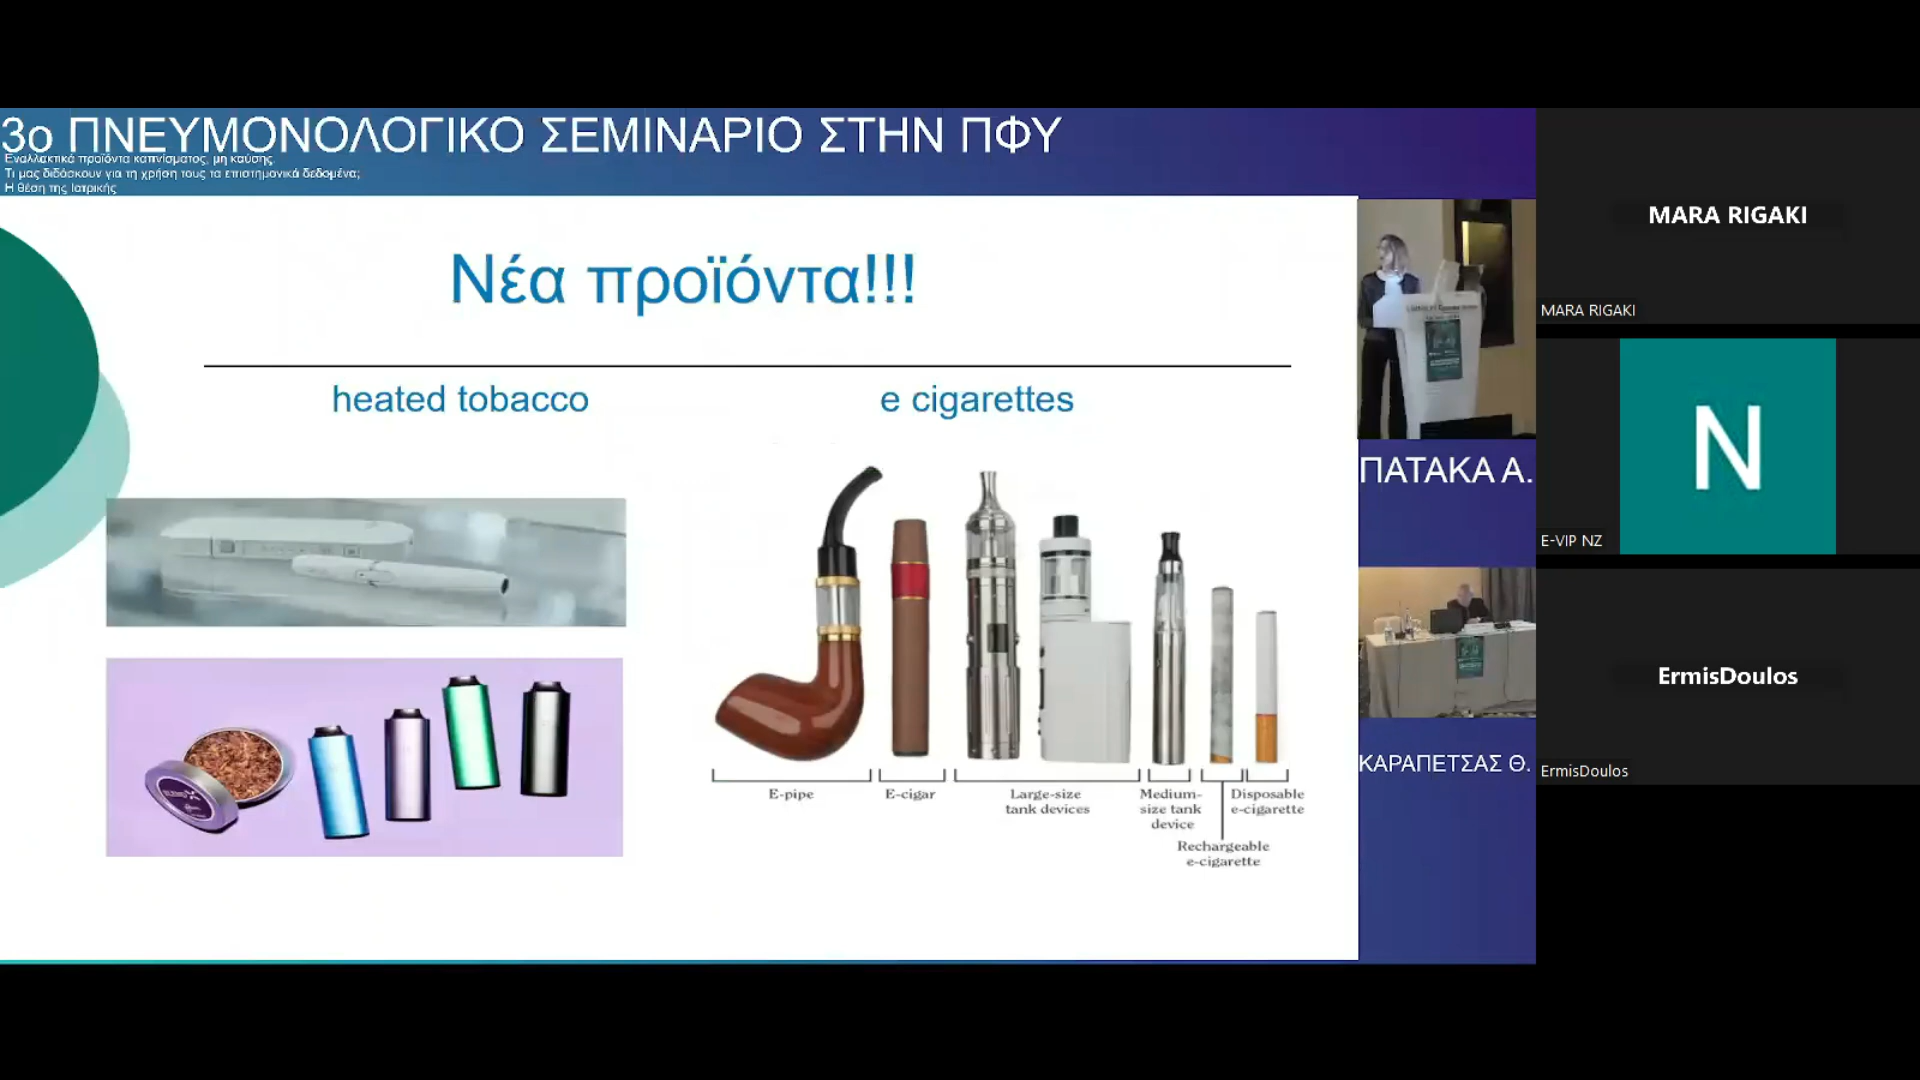 3ο ΠΝΕΥΜΟΝΟΛΟΓΙΚΟ ΣΕΜΙΝΑΡΙΟ ΣΤΗΝ ΠΦΥ
Εναλλακτικά προϊόντα καπνίσματος, μη καύσης.
Τι μας διδάσκουν για τη χρήση τους τα επιστημονικά δεδομένα;
Η θέση της Ιατρικής
Νέα προϊόντα!!!
heated tobacco
e cigarettes
E-pipe
E-cigar
Large-size
tank devices
Medium-
size tank
device
Rechargeable
e-cigarette
Disposable
e-cigarette
ΠΑΤΑΚΑ Α.
ΚΑΡΑΠΕΤΣΑΣ Θ.
MARA RIGAKI
MARA RIGAKI
N
E-VIP NZ
ErmisDoulos
ErmisDoulos